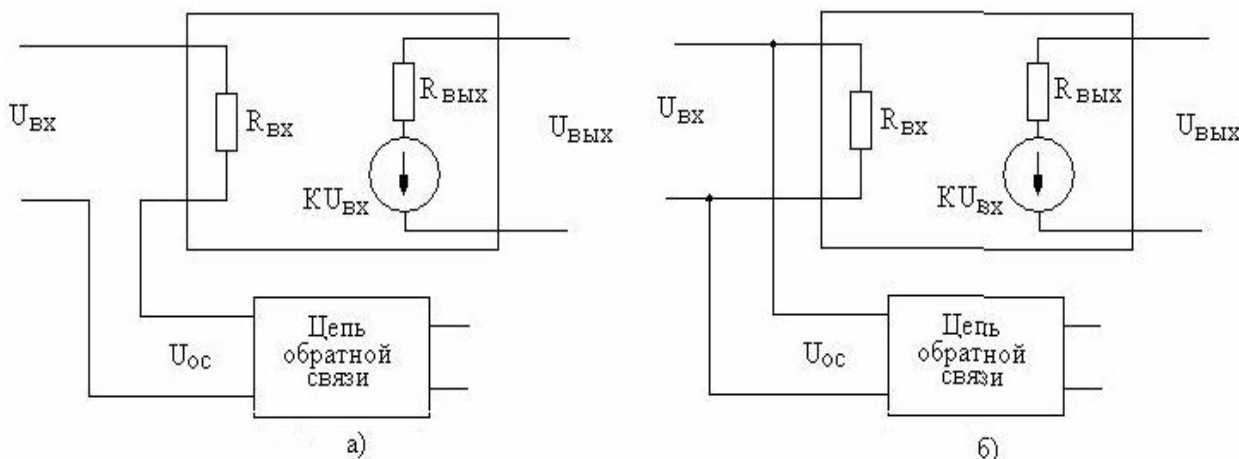 U_ВХ
R_ВХ
R_ВЫХ
KU_ВХ
U_ВЫХ
U_ОС
Цепь
обратной
связи
а)
U_ВХ
R_ВХ
R_ВЫХ
KU_ВХ
U_ВЫХ
U_ОС
Цепь
обратной
связи
б)